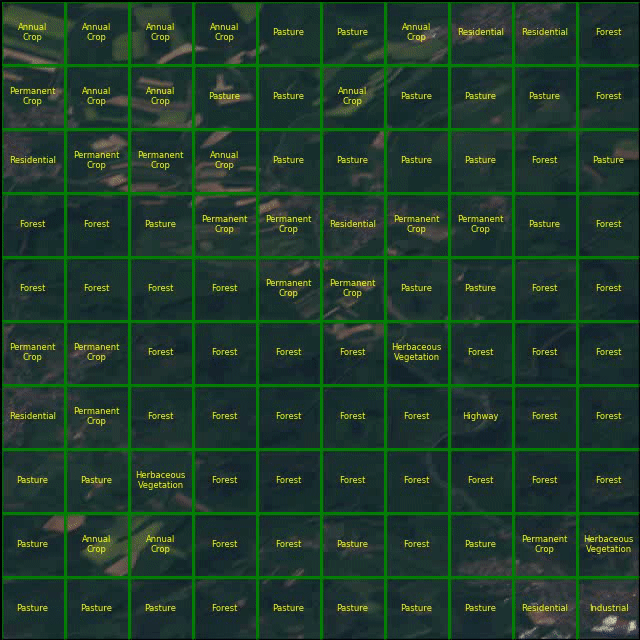 Annual
Crop
Annual
Crop
Annual
Crop
Annual
Crop
Pasture
Pasture
Annual
Crop
Residential
Residential
Forest
Permanent
Crop
Annual
Crop
Annual
Crop
Pasture
Pasture
Annual
Crop
Pasture
Pasture
Pasture
Forest
Residential
Permanent
Crop
Permanent
Crop
Annual
Crop
Pasture
Pasture
Pasture
Pasture
Forest
Pasture
Forest
Forest
Pasture
Permanent
Crop
Permanent
Crop
Residential
Permanent
Crop
Permanent
Crop
Pasture
Forest
Forest
Forest
Forest
Forest
Permanent
Crop
Permanent
Crop
Pasture
Pasture
Forest
Forest
Permanent
Crop
Permanent
Crop
Forest
Forest
Forest
Forest
Herbaceous
Vegetation
Forest
Forest
Forest
Residential
Permanent
Crop
Forest
Forest
Forest
Forest
Forest
Highway
Forest
Forest
Pasture
Pasture
Herbaceous
Vegetation
Forest
Forest
Forest
Forest
Forest
Forest
Forest
Pasture
Annual
Crop
Annual
Crop
Forest
Forest
Pasture
Forest
Pasture
Permanent
Crop
Herbaceous
Vegetation
Pasture
Pasture
Pasture
Forest
Pasture
Pasture
Pasture
Pasture
Residential
Industrial